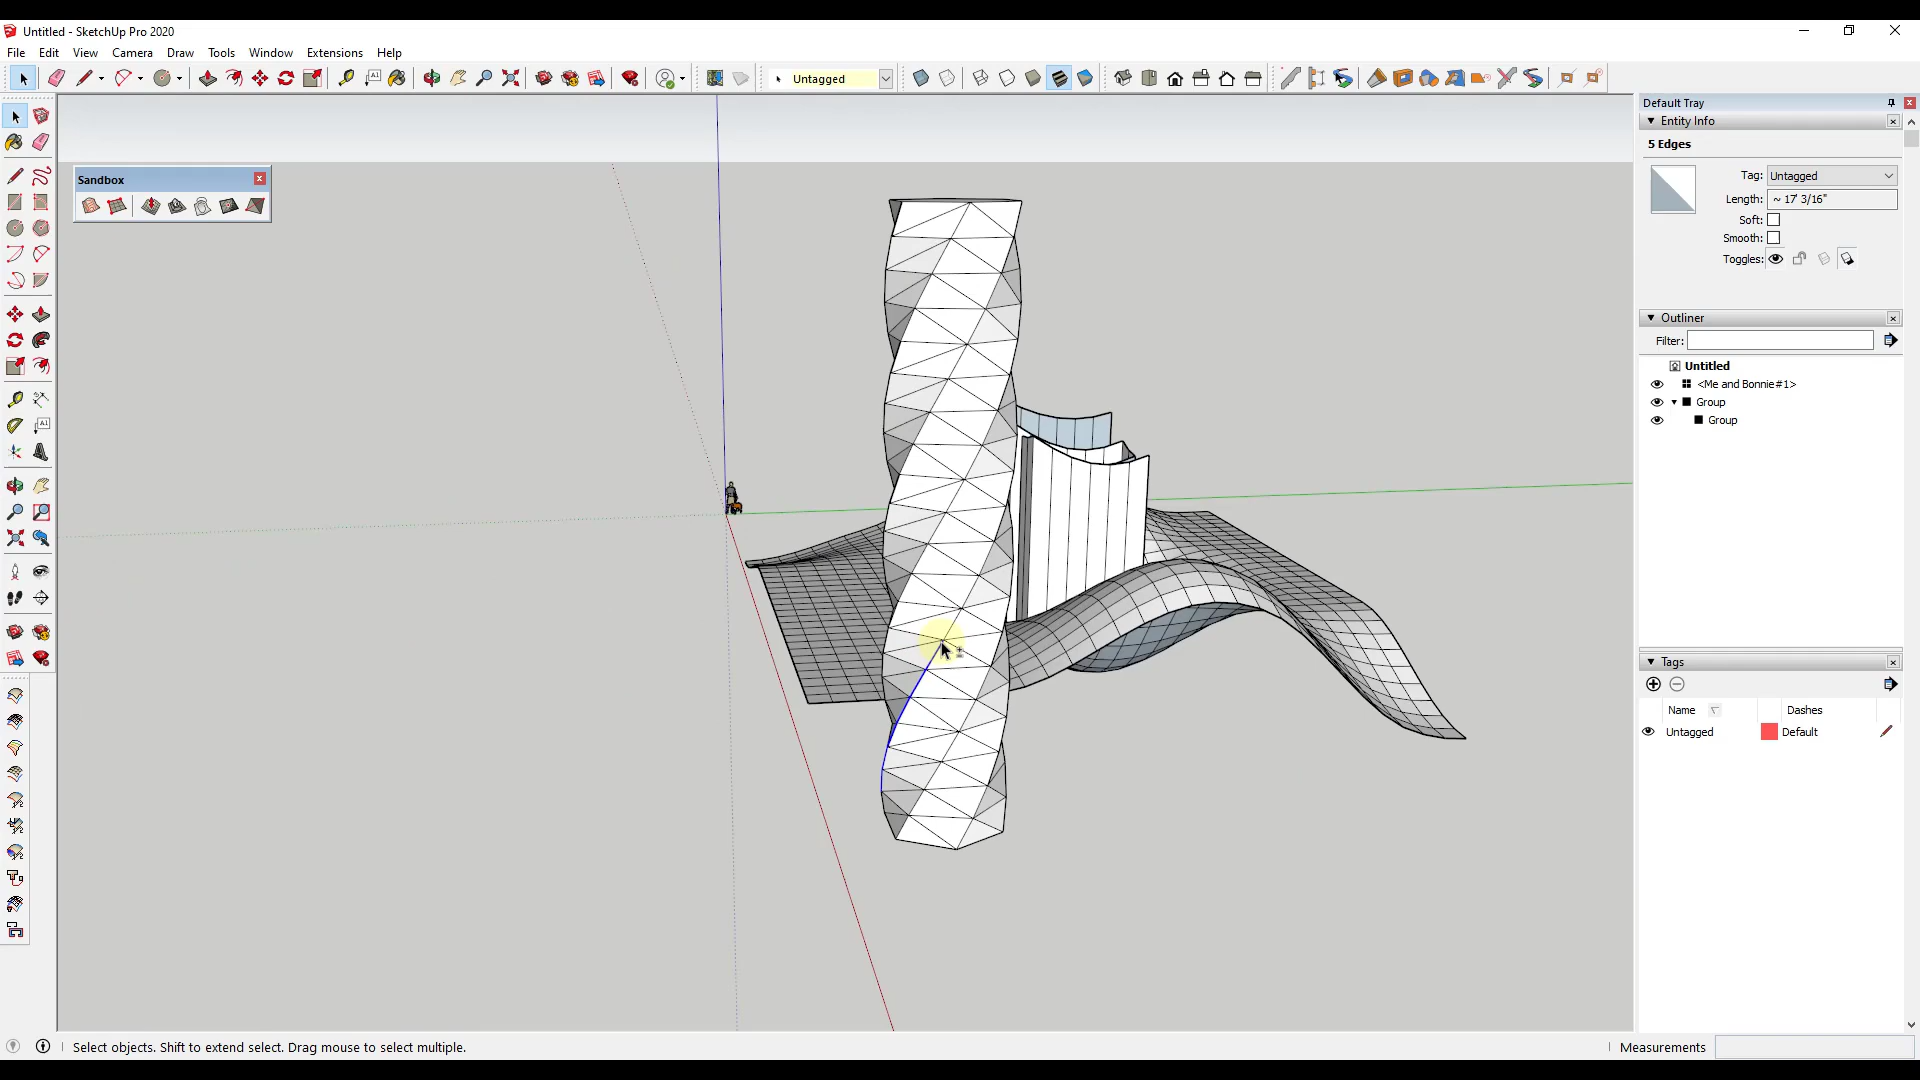 Untitled - SketchUp Pro 2020
File Edit View Camera Draw Tools Window Extensions Help
Untagged
Default Tray
Entity Info
5 Edges
Sandbox
Tag: Untagged
Length: ~ 17' 3/16"
Soft:
Smooth:
Toggles:
Outliner
Filter:
Untitled
<Me and Bonnie#1>
Group
Group
Tags
Name Dashes
Untagged Default
Select objects. Shift to extend select. Drag mouse to select multiple.
Measurements